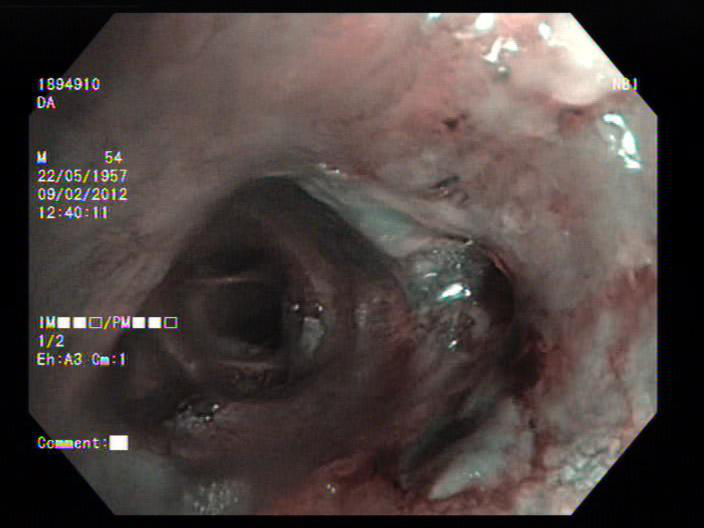 1894910
NBI
DA
M 54
22/05/1957
09/02/2012
12:40:11
IM■■□/PM■■□
1/2
Eh:A3 Cm:1
Comment: